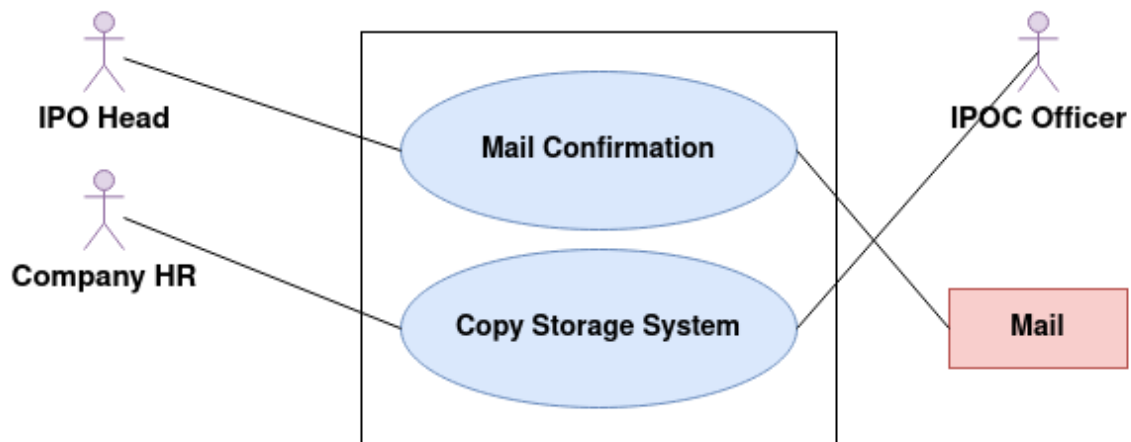 IPO Head
IPOC Officer
Mail Confirmation
Company HR
Copy Storage System
Mail